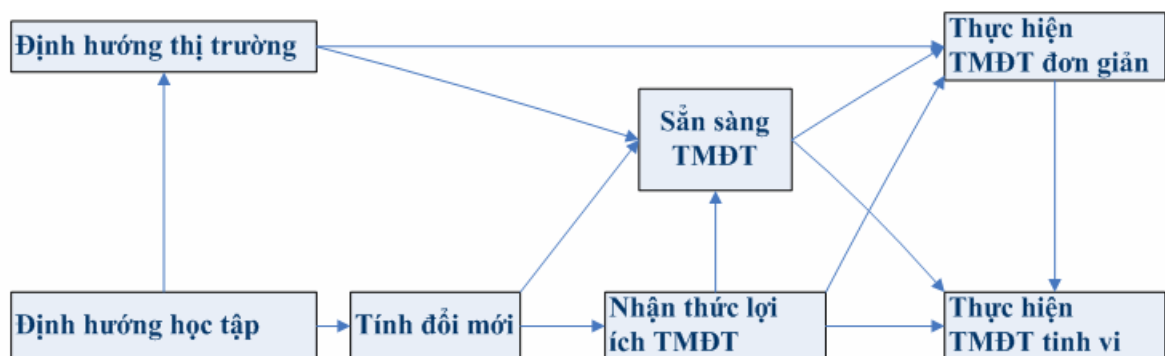 Định hướng thị trường
Thực hiện
TMĐT đơn giản
Sẳn sàng
TMĐT
Định hướng học tập
Tính đổi mới
Nhận thức lợi
ích TMĐT
Thực hiện
TMĐT tinh vi